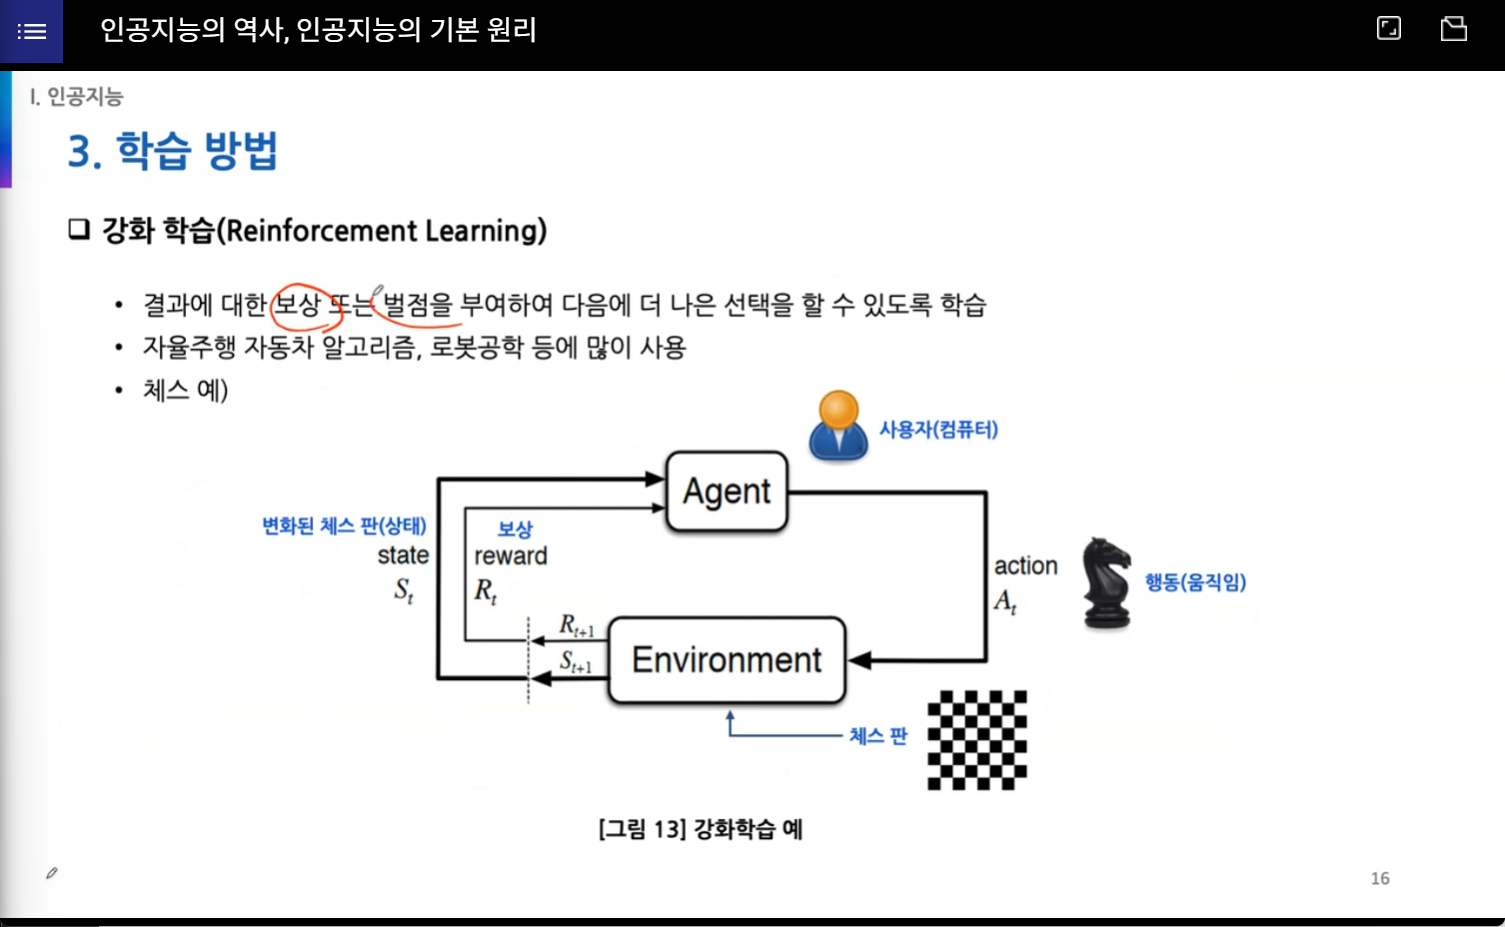 인공지능의 역사, 인공지능의 기본 원리
I. 인공지능
3. 학습 방법
❑ 강화 학습(Reinforcement Learning)
• 결과에 대한 보상 또는 벌점을 부여하여 다음에 더 나은 선택을 할 수 있도록 학습
• 자율주행 자동차 알고리즘, 로봇공학 등에 많이 사용
• 체스 예)
사용자(컴퓨터)
Agent
변화된 체스 판(상태)
state
S_t
보상
reward
R_t
action
A_t
행동(움직임)
R_{t+1}
S_{t+1}
Environment
체스 판
[그림 13] 강화학습 예
16